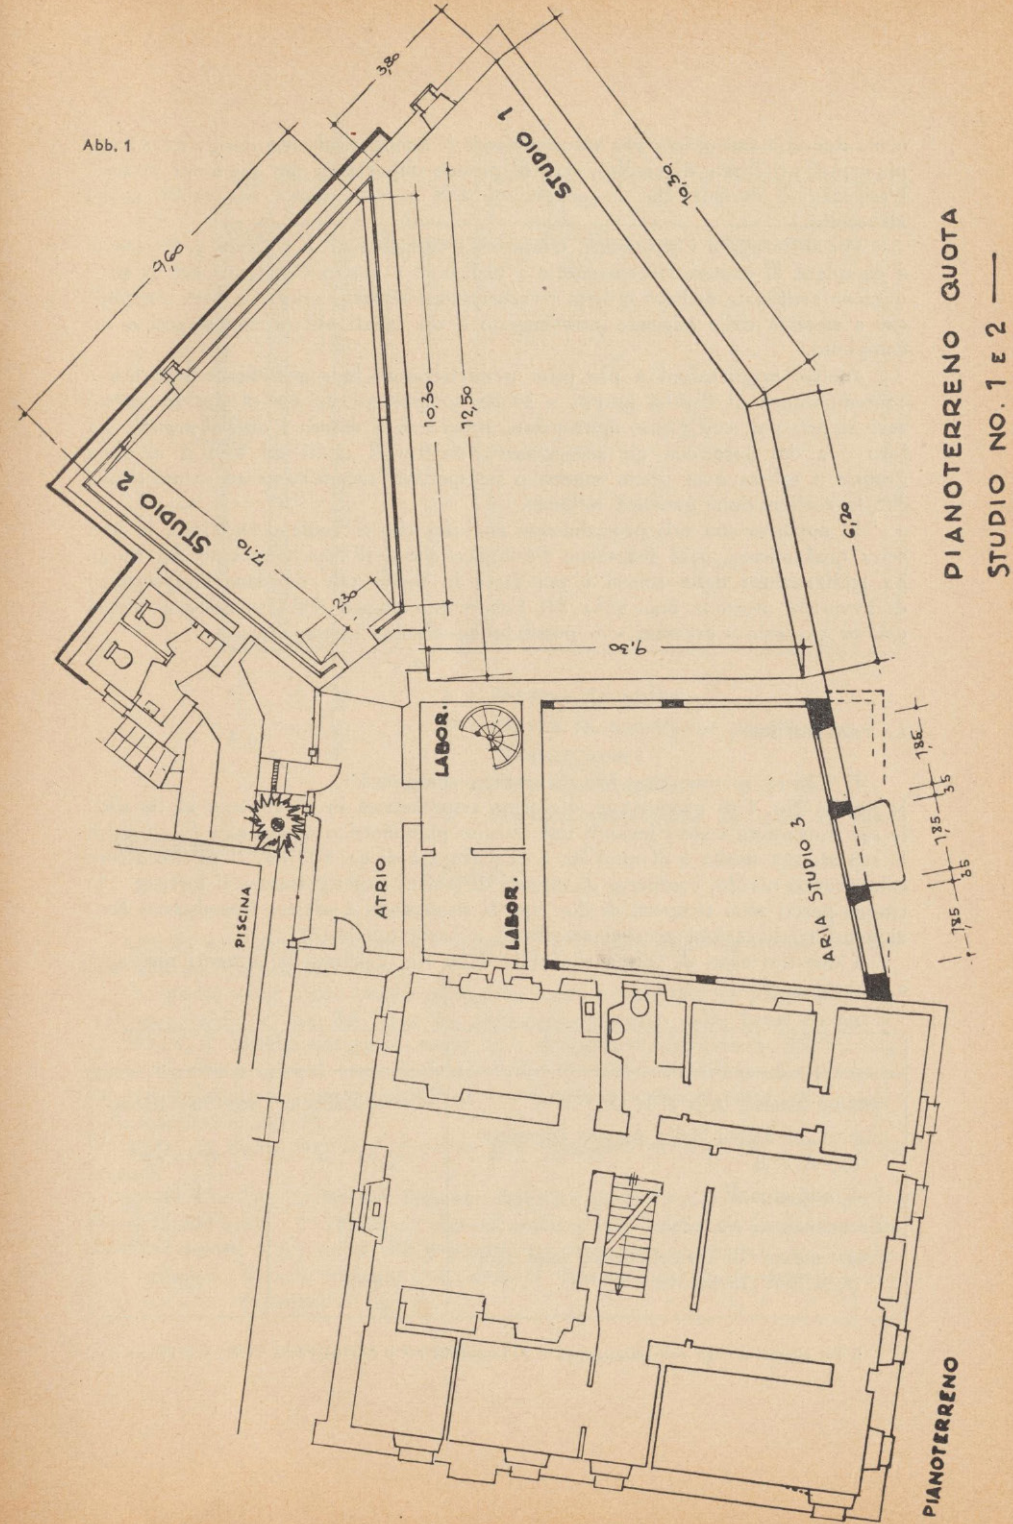 Abb. 1
3,80
9,60
STUDIO 1
10,30
STUDIO 2
7.10
2,30
10,30
12,50
6,20
9,30
LABOR.
LABOR.
ATRIO
PISCINA
ARIA STUDIO 3
1,85
35
1,85
35
1,85
PIANOTERRENO QUOTA
STUDIO NO. 1 E 2 —
PIANOTERRENO